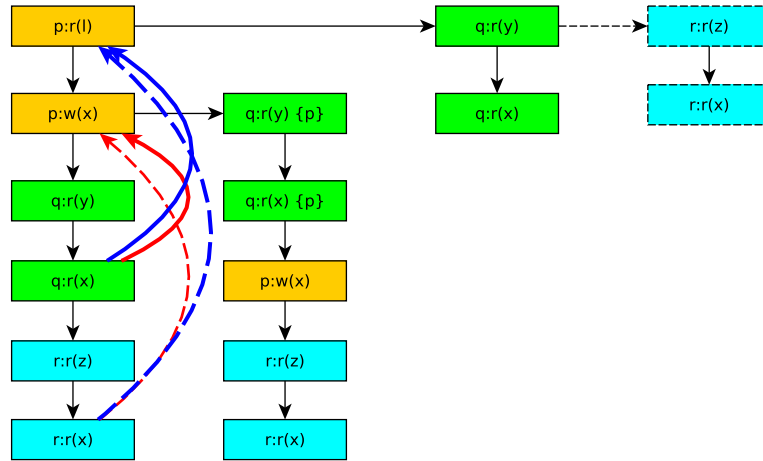 p:r(l)
q:r(y)
r:r(z)
p:w(x)
q:r(y) {p}
q:r(x)
r:r(x)
q:r(y)
q:r(x) {p}
q:r(x)
p:w(x)
r:r(z)
r:r(z)
r:r(x)
r:r(x)